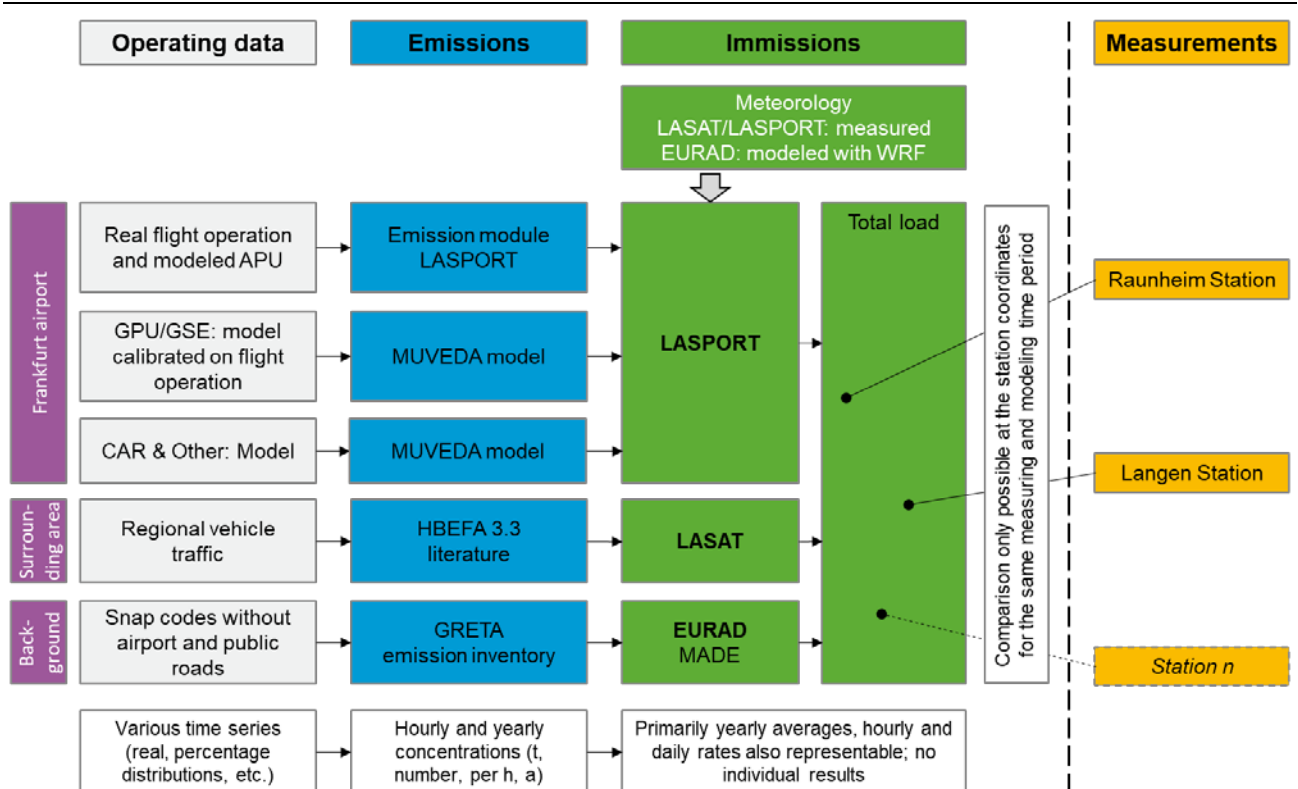 Operating data
Emissions
Immissions
Measurements
Meteorology
LASAT/LASPORT: measured
EURAD: modeled with WRF
Frankfurt airport
Real flight operation
and modeled APU
Emission module
LASPORT
GPU/GSE: model
calibrated on flight
operation
MUVEDA model
CAR & Other: Model
MUVEDA model
LASPORT
Total load
Comparison only possible at the station coordinates
for the same measuring and modeling time period
Raunheim Station
Langen Station
Station n
Surroun-
ding area
Regional vehicle
traffic
HBEFA 3.3
literature
LASAT
Back-
ground
Snap codes without
airport and public
roads
GRETA
emission inventory
EURAD
MADE
Various time series
(real, percentage
distributions, etc.)
Hourly and yearly
concentrations (t,
number, per h, a)
Primarily yearly averages, hourly and
daily rates also representable; no
individual results